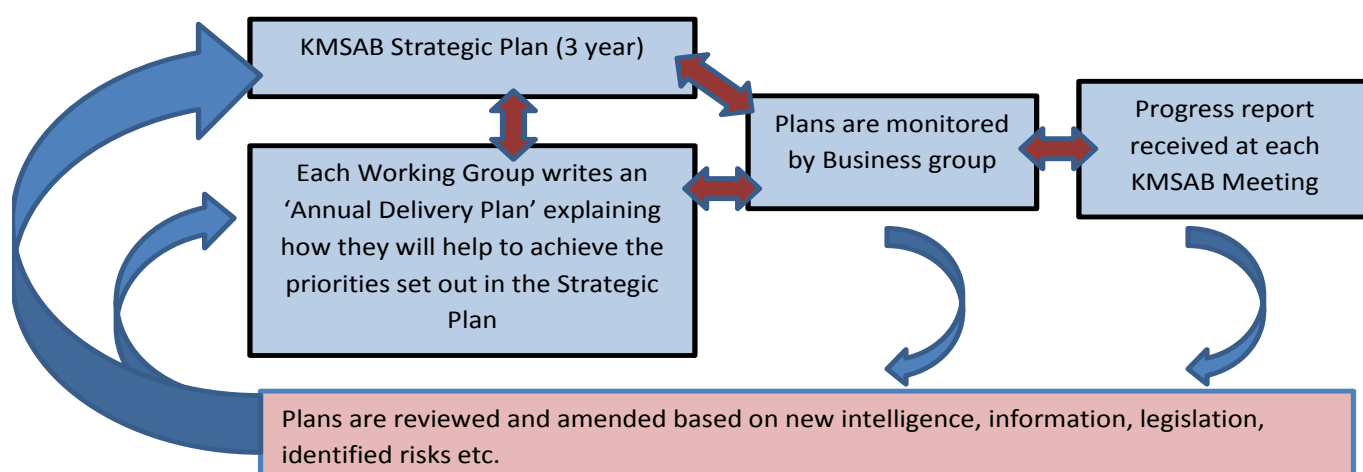 KMSAB Strategic Plan (3 year)
Each Working Group writes an
‘Annual Delivery Plan’ explaining
how they will help to achieve the
priorities set out in the Strategic
Plan
Plans are monitored
by Business group
Progress report
received at each
KMSAB Meeting
Plans are reviewed and amended based on new intelligence, information, legislation,
identified risks etc.